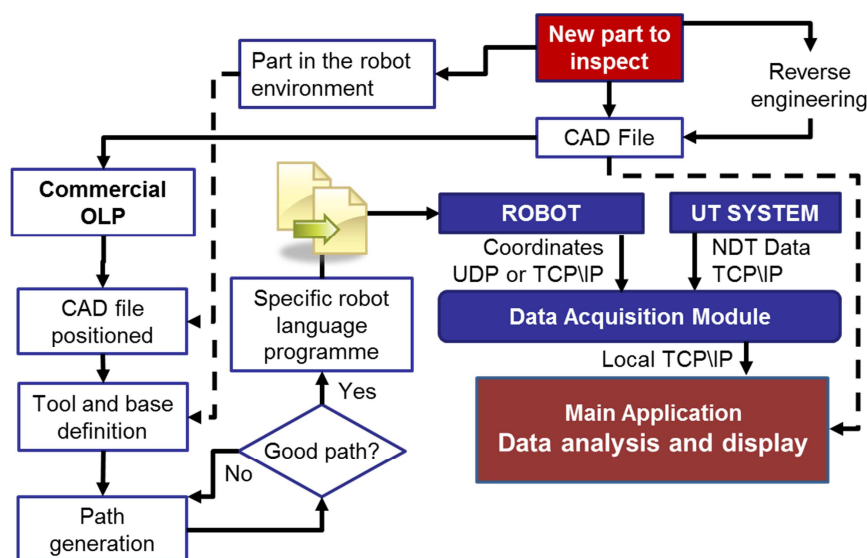 New part to
inspect
Part in the robot
environment
Reverse
engineering
CAD File
Commercial
OLP
ROBOT
UT SYSTEM
Coordinates
UDP or TCP\IP
NDT Data
TCP\IP
CAD file
positioned
Specific robot
language
programme
Data Acquisition Module
Local TCP\IP
Tool and base
definition
Yes
Main Application
Data analysis and display
Good path?
No
Path
generation